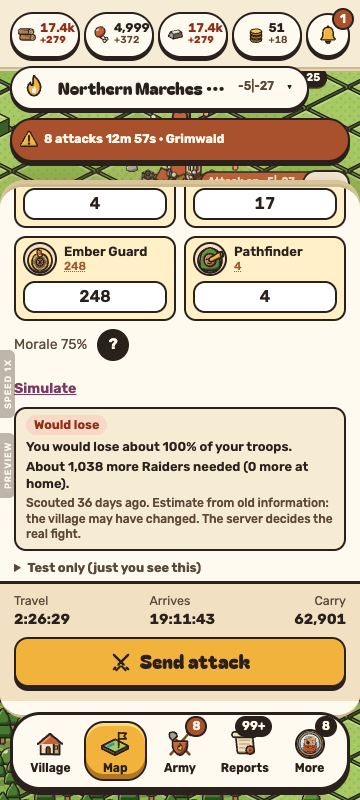 17.4k
+279
4,999
+372
17.4k
+279
51
+18
1
Northern Marches ···
-5|-27
25
8 attacks 12m 57s • Grimwald
4
17
Ember Guard
248
248
Pathfinder
4
4
Morale 75%
?
SPEED 1X
Simulate
PREVIEW
Would lose
You would lose about 100% of your troops.
About 1,038 more Raiders needed (0 more at
home).
Scouted 36 days ago. Estimate from old information:
the village may have changed. The server decides the
real fight.
Test only (just you see this)
Travel
Arrives
Carry
2:26:29
19:11:43
62,901
Send attack
8
99+
8
Village
Map
Army
Reports
More